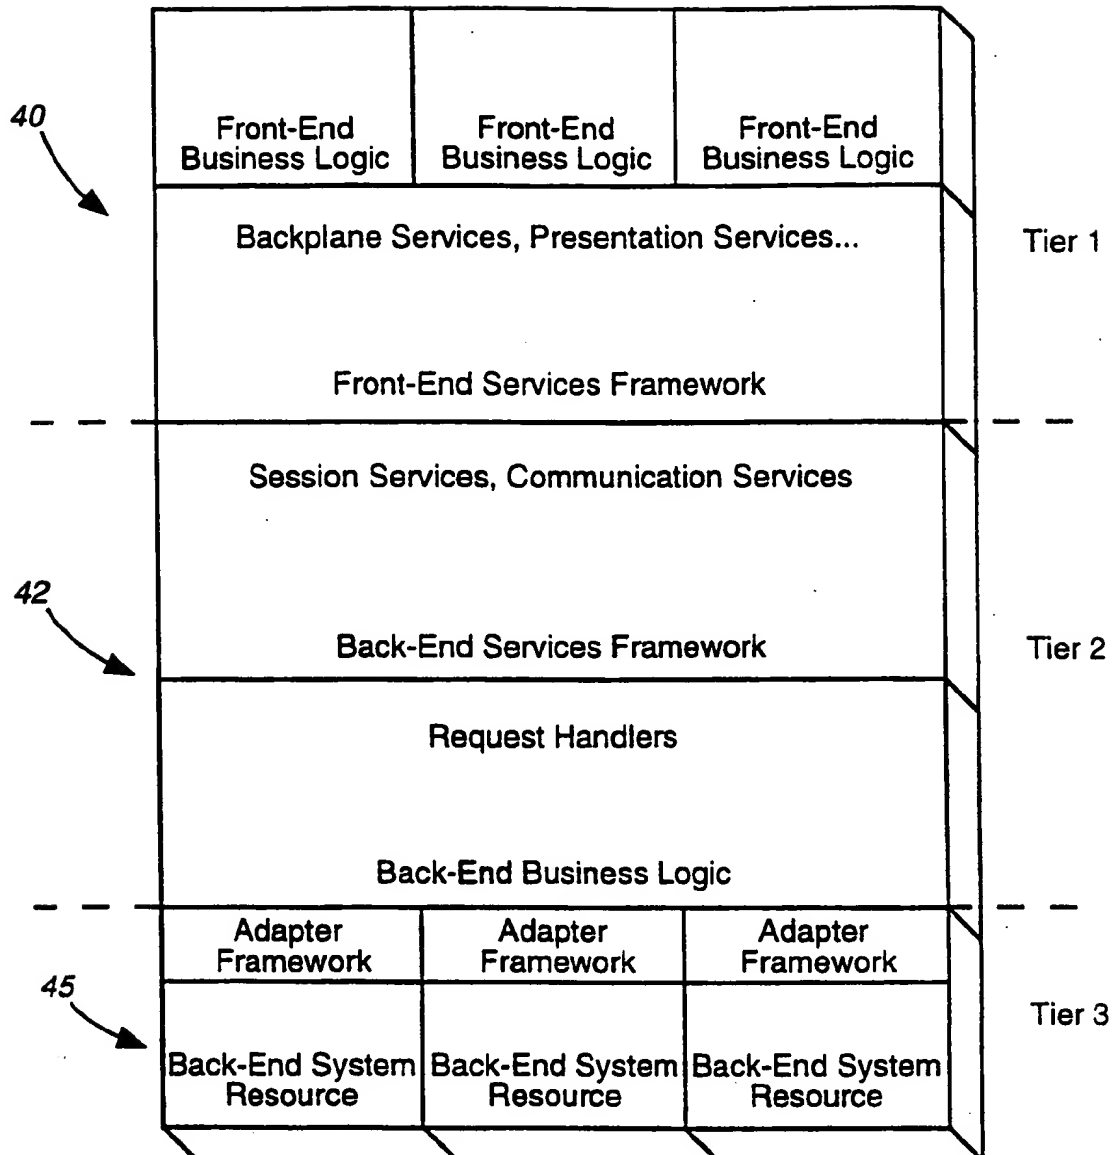 Front-End
Business Logic
Front-End
Business Logic
Front-End
Business Logic
40
Backplane Services, Presentation Services...
Tier 1
Front-End Services Framework
Session Services, Communication Services
42
Back-End Services Framework
Tier 2
Request Handlers
Back-End Business Logic
Adapter
Framework
Adapter
Framework
Adapter
Framework
45
Tier 3
Back-End System
Resource
Back-End System
Resource
Back-End System
Resource